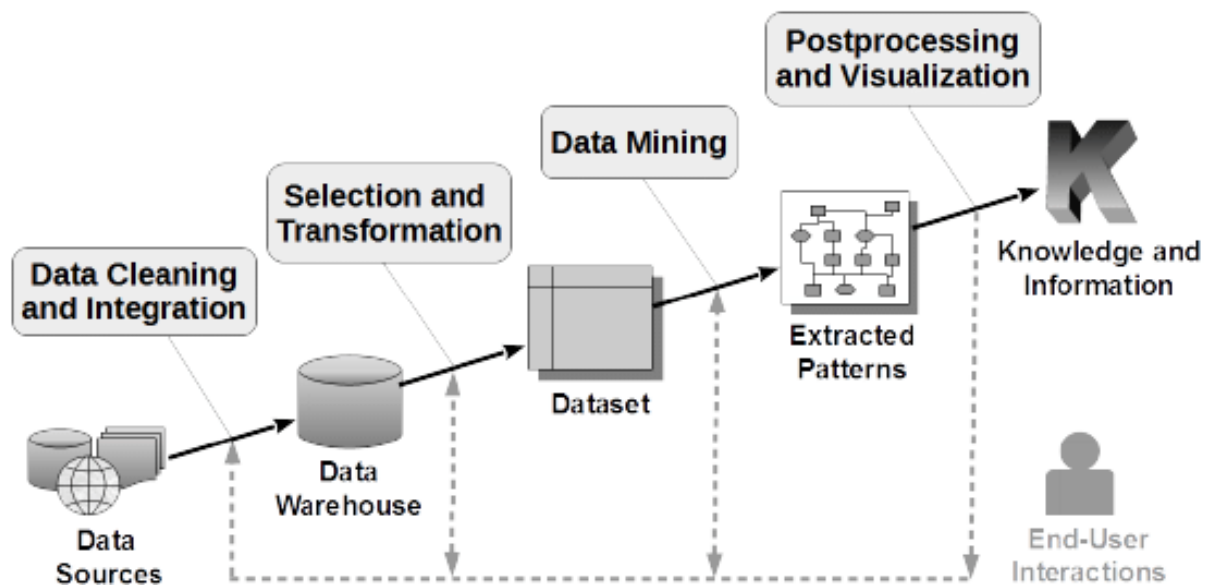 Postprocessing
and Visualization
Data Mining
Selection and
Transformation
Data Cleaning
and Integration
K
Knowledge and
Information
Extracted
Patterns
Dataset
Data
Warehouse
Data
Sources
End-User
Interactions